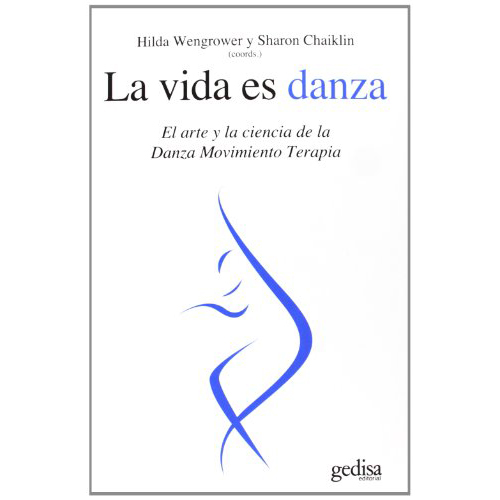 Hilda Wengrower y Sharon Chaiklin
(coords.)
La vida es danza
El arte y la ciencia de la
Danza Movimiento Terapia
gedisa
editorial